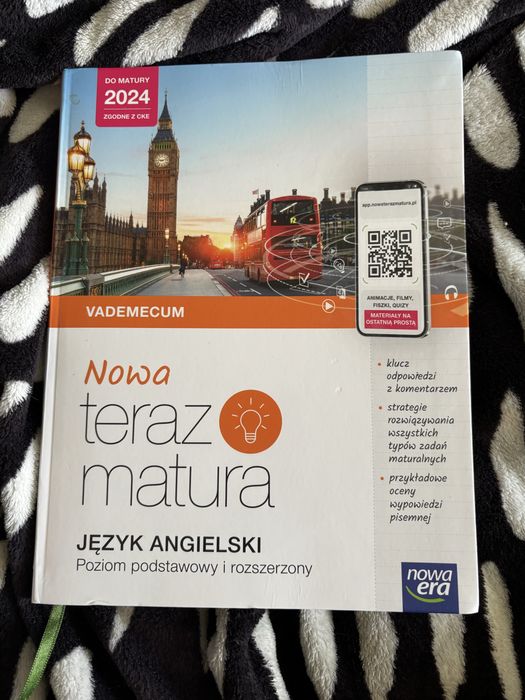 DO MATURY
2024
ZGODNE Z CKE
app.nowaterazmatura.pl
ANIMACJE, FILMY,
FISZKI, QUIZY
MATERIAŁY NA
OSTATNIĄ PROSTĄ
VADEMECUM
Nowa
teraz
matura
JĘZYK ANGIELSKI
Poziom podstawowy i rozszerzony
• klucz
odpowiedzi
z komentarzem
• strategie
rozwiązywania
wszystkich
typów zadań
maturalnych
• przykładowe
oceny
wypowiedzi
pisemnej
nowa
era